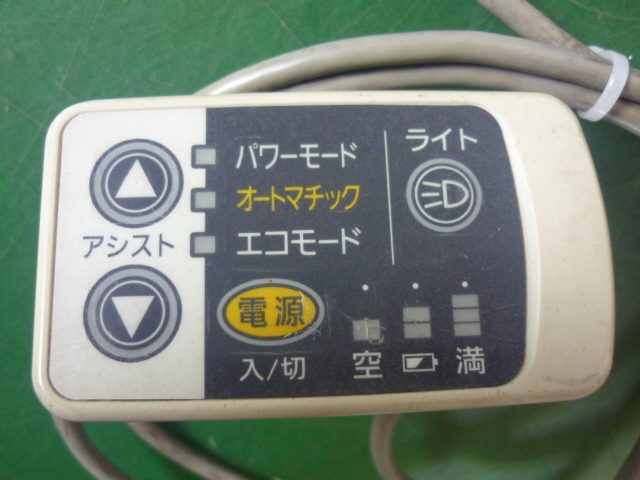 パワーモード
ライト
オートマチック
アシスト
エコモード
電源
入/切
空
満